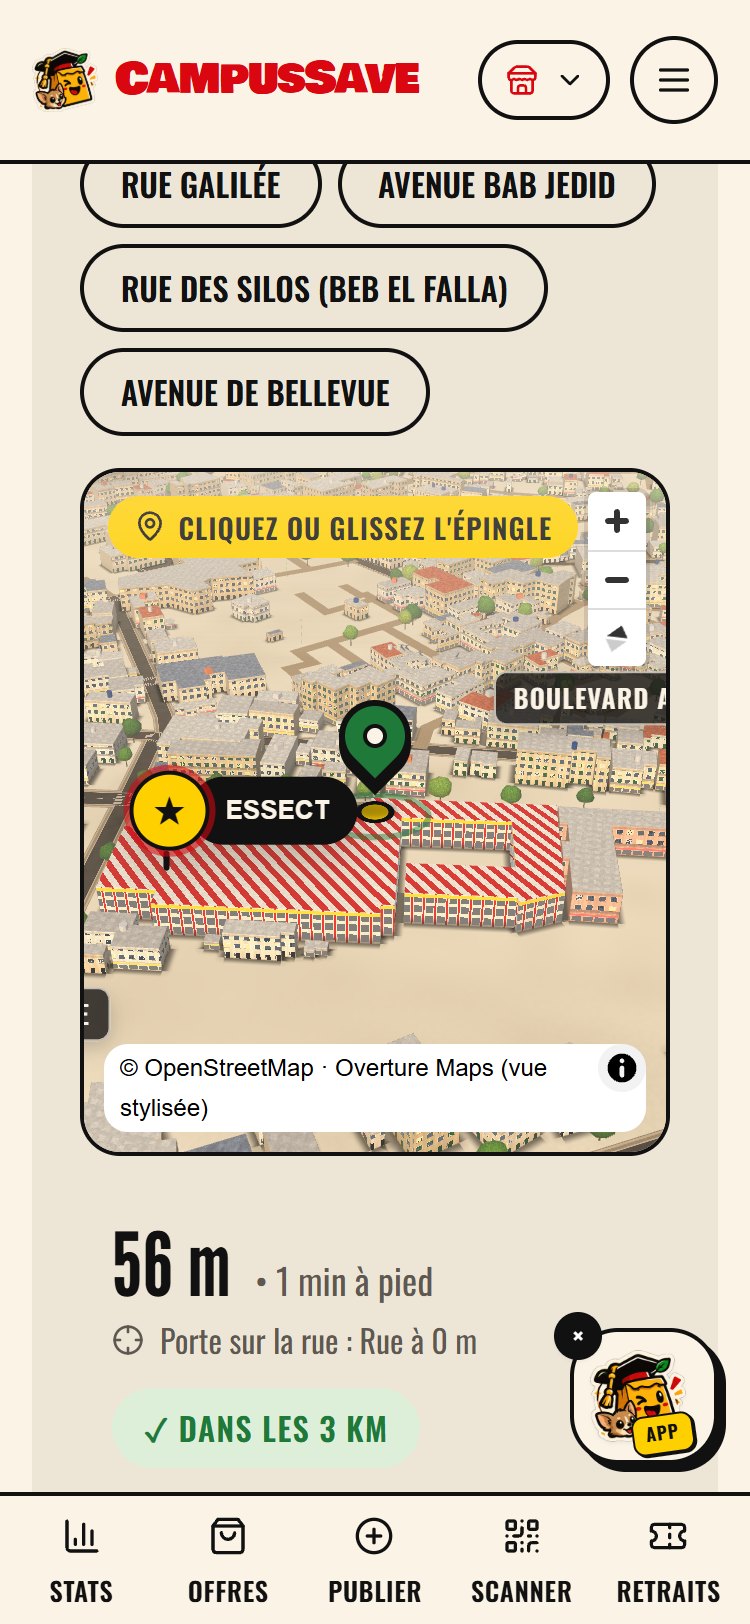 CAMPUSSAVE
RUE GALILÉE
AVENUE BAB JEDID
RUE DES SILOS (BEB EL FALLA)
AVENUE DE BELLEVUE
CLIQUEZ OU GLISSEZ L'ÉPINGLE
BOULEVARD A
ESSECT
© OpenStreetMap · Overture Maps (vue
stylisée)
56 m • 1 min à pied
Porte sur la rue : Rue à 0 m
✓ DANS LES 3 KM
APP
STATS
OFFRES
PUBLIER
SCANNER
RETRAITS